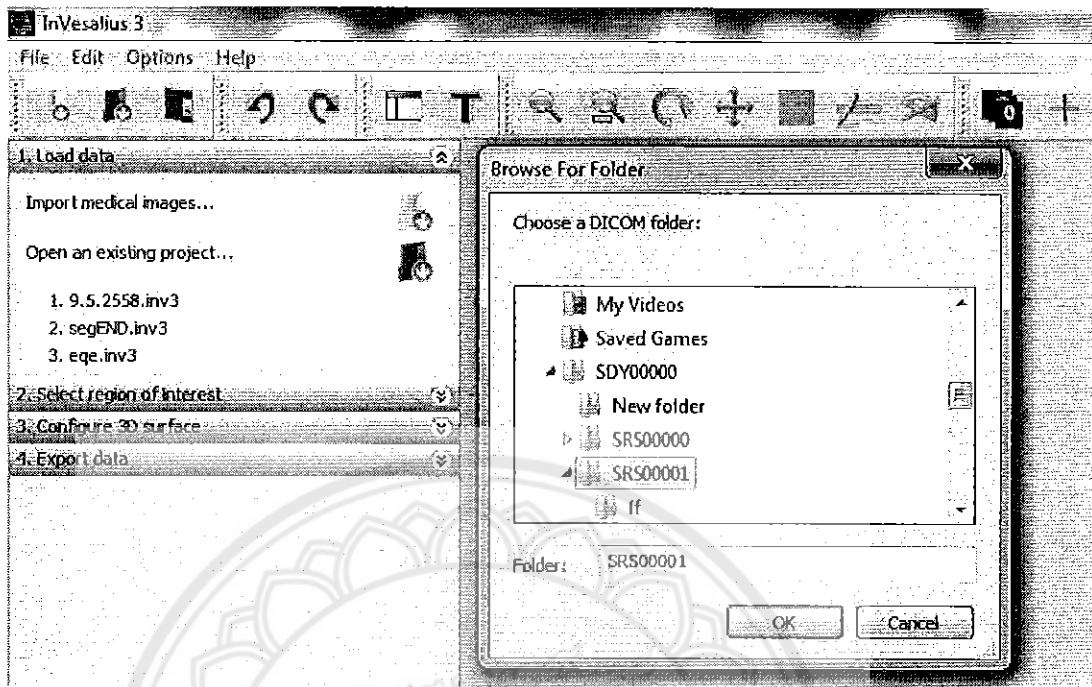 InVesalius 3
File Edit Options Help
1. Load data
Import medical images...
Open an existing project...
1. 9.5.2558.inv3
2. segEND.inv3
3. eqe.inv3
2. Select region of interest
3. Configure 3D surface
4. Export data
Browse For Folder
Choose a DICOM folder:
My Videos
Saved Games
SDY00000
New folder
SRS00000
SRS00001
ff
Folder: SRS00001
OK Cancel